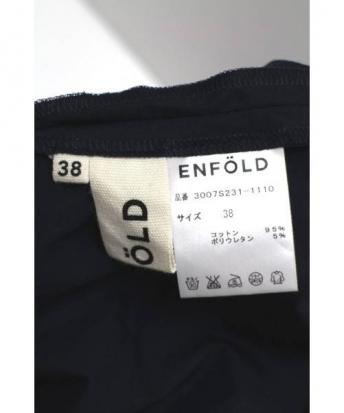 38
ÖLD
ENFÖLD
品番 3007S231-1110
サイズ 38
コットン 95%
ポリウレタン 5%